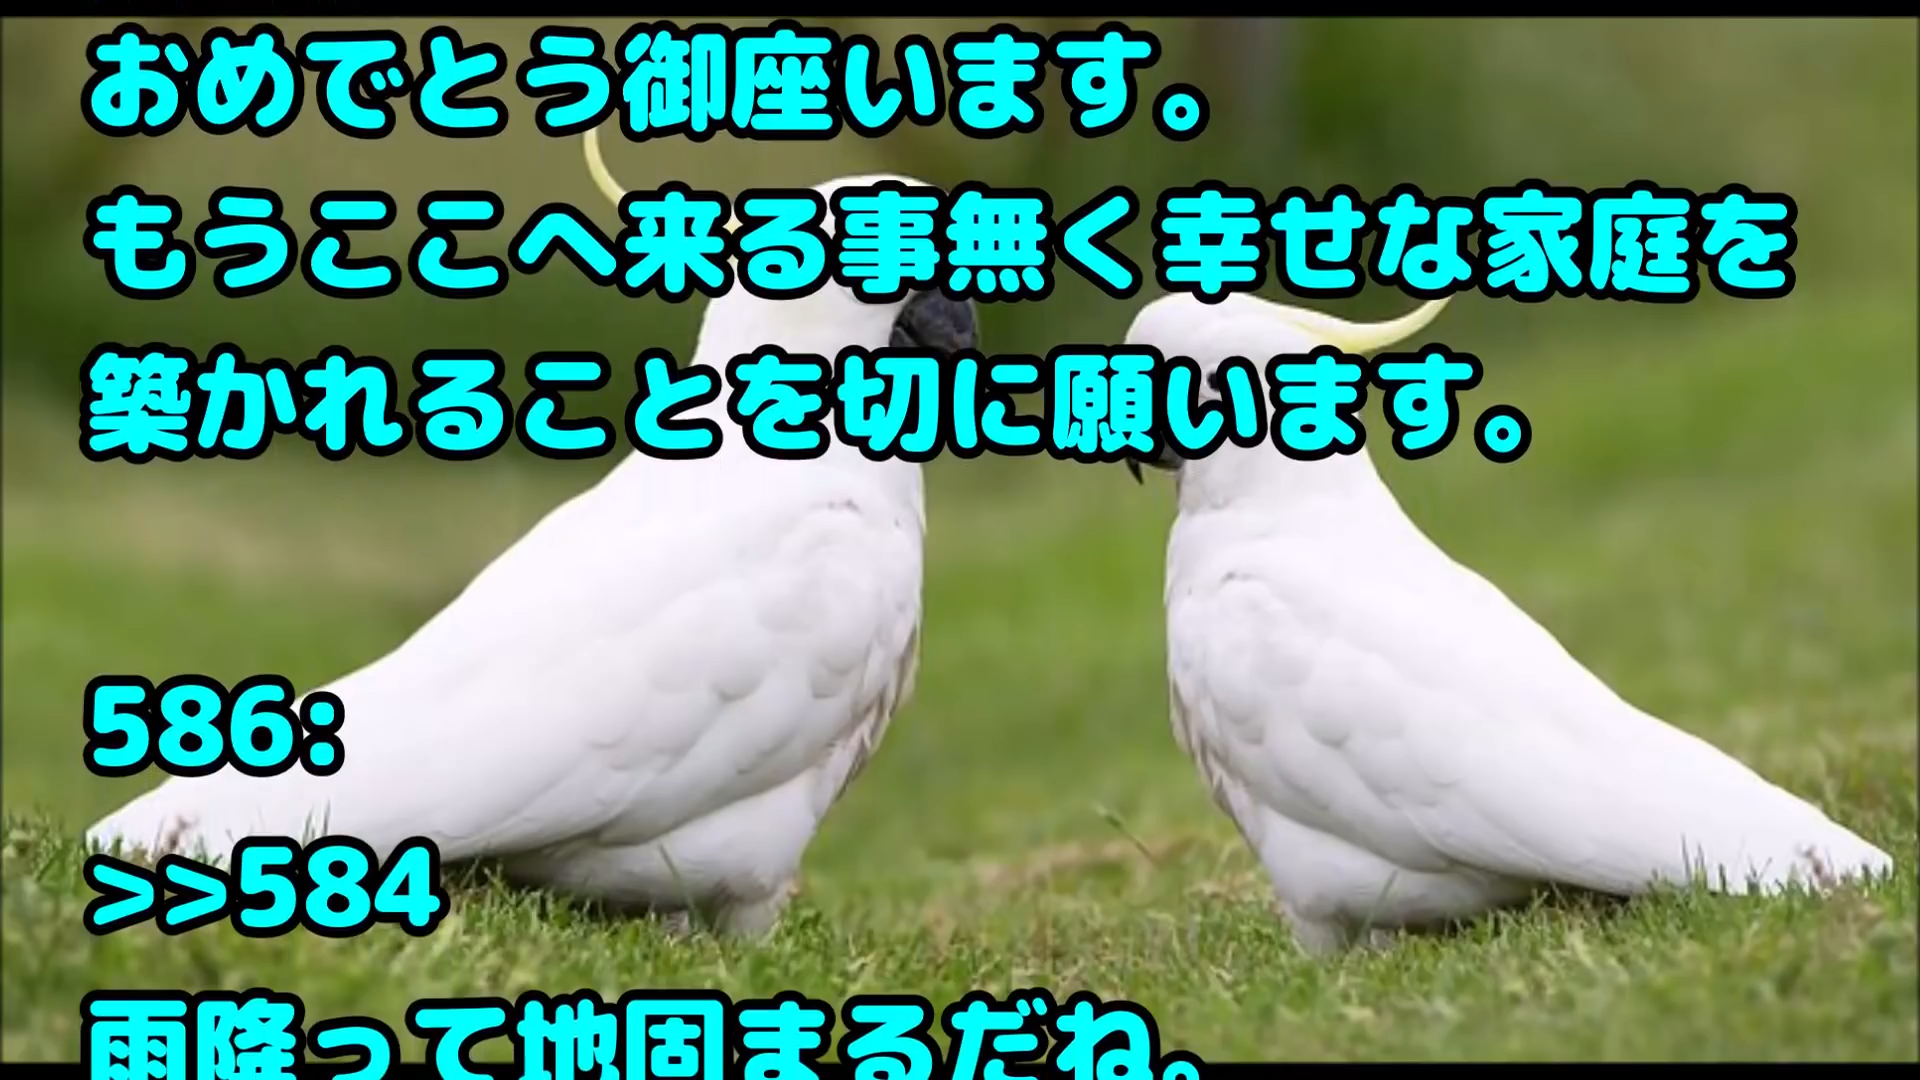 おめでとう御座います。
もうここへ来る事無く幸せな家庭を
築かれることを切に願います。
586:
>>584
雨降って地固まるだね。